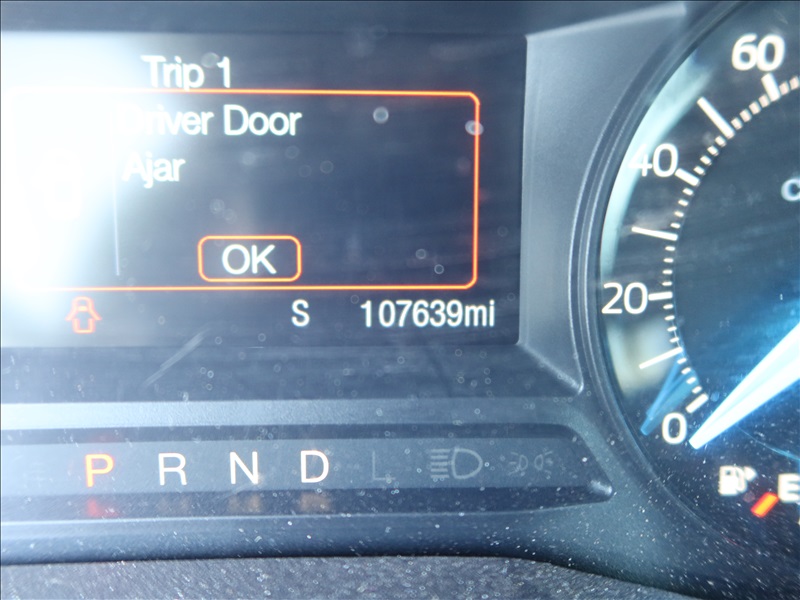 Trip 1
Driver Door
Ajar
OK
S 107639mi
P R N D L
60
40
20
0
E